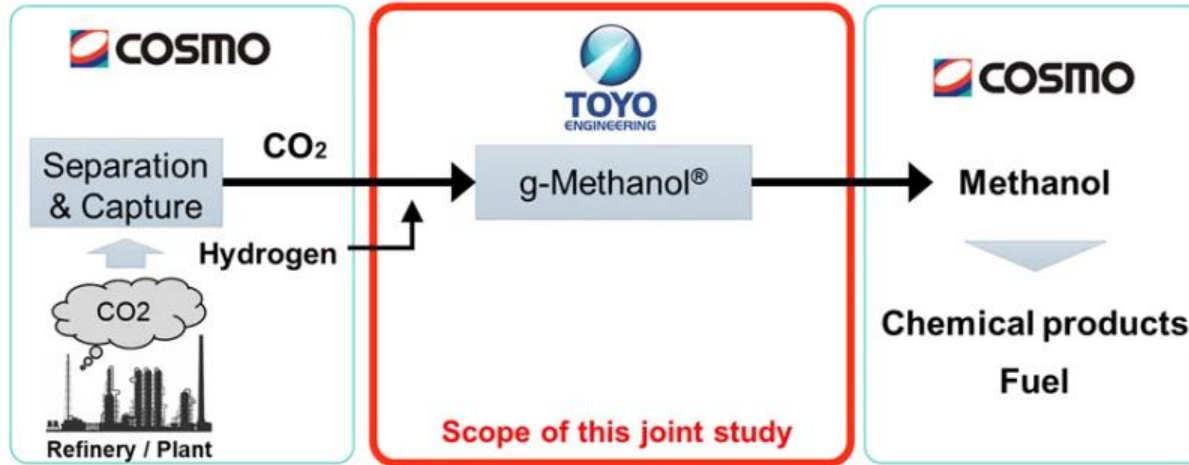 COSMO
Separation
& Capture
CO₂
Hydrogen
CO2
Refinery / Plant
TOYO
ENGINEERING
g-Methanol®
Scope of this joint study
COSMO
Methanol
Chemical products
Fuel